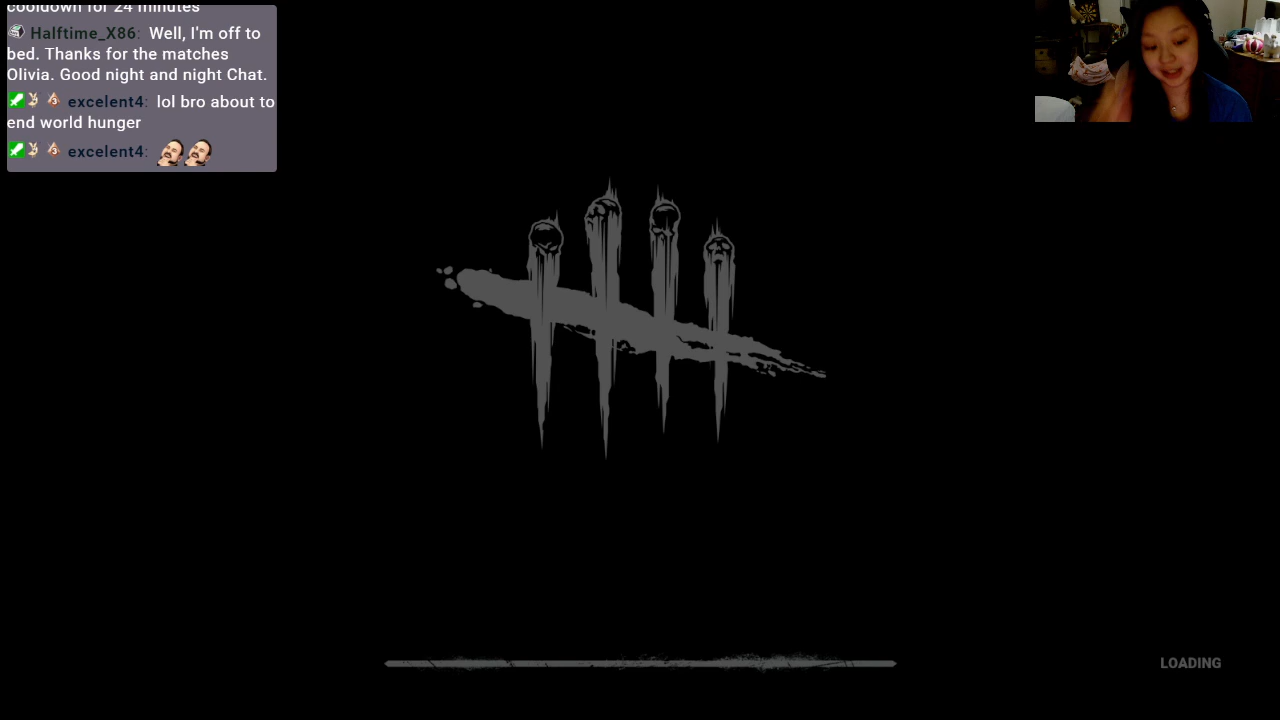 cooldown for 24 minutes
Halftime_X86: Well, I'm off to
bed. Thanks for the matches
Olivia. Good night and night Chat.
excelent4: lol bro about to
end world hunger
excelent4:
LOADING